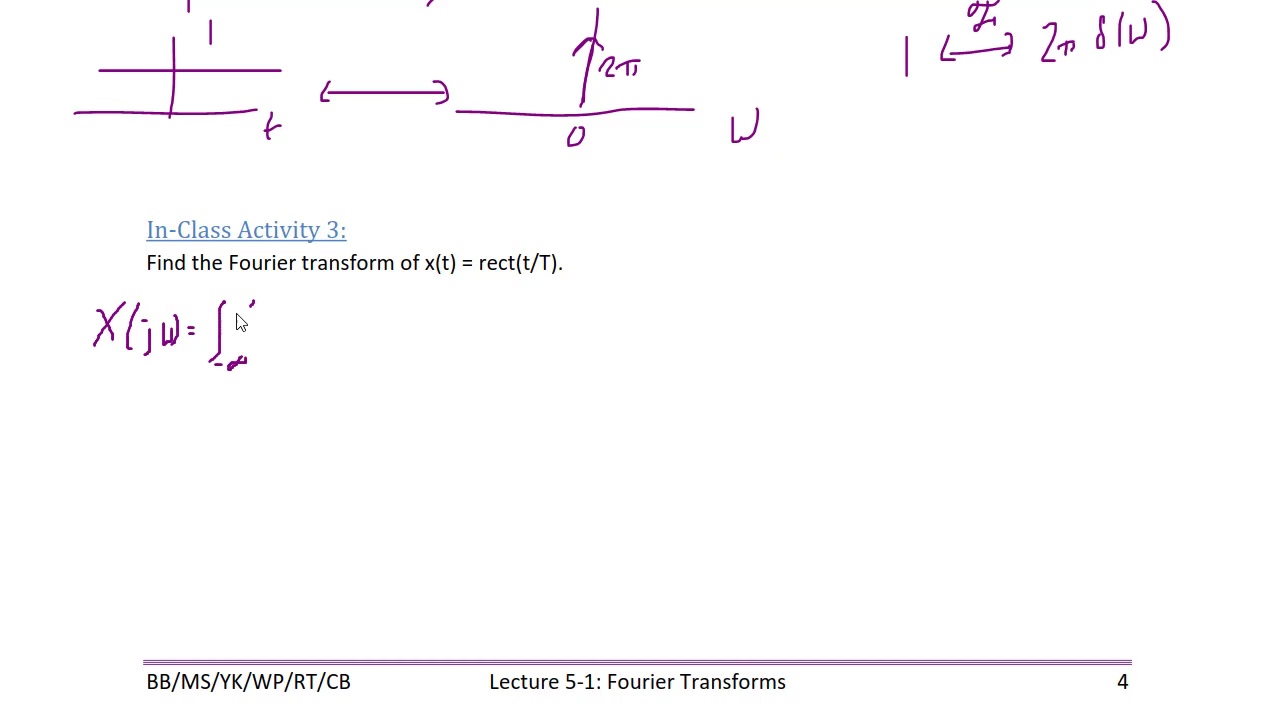 1
2π
1 ↔ 2π δ(ω)
t
0
ω
In-Class Activity 3:
Find the Fourier transform of x(t) = rect(t/T).
X(jω = ∫ -∞
BB/MS/YK/WP/RT/CB Lecture 5-1: Fourier Transforms 4